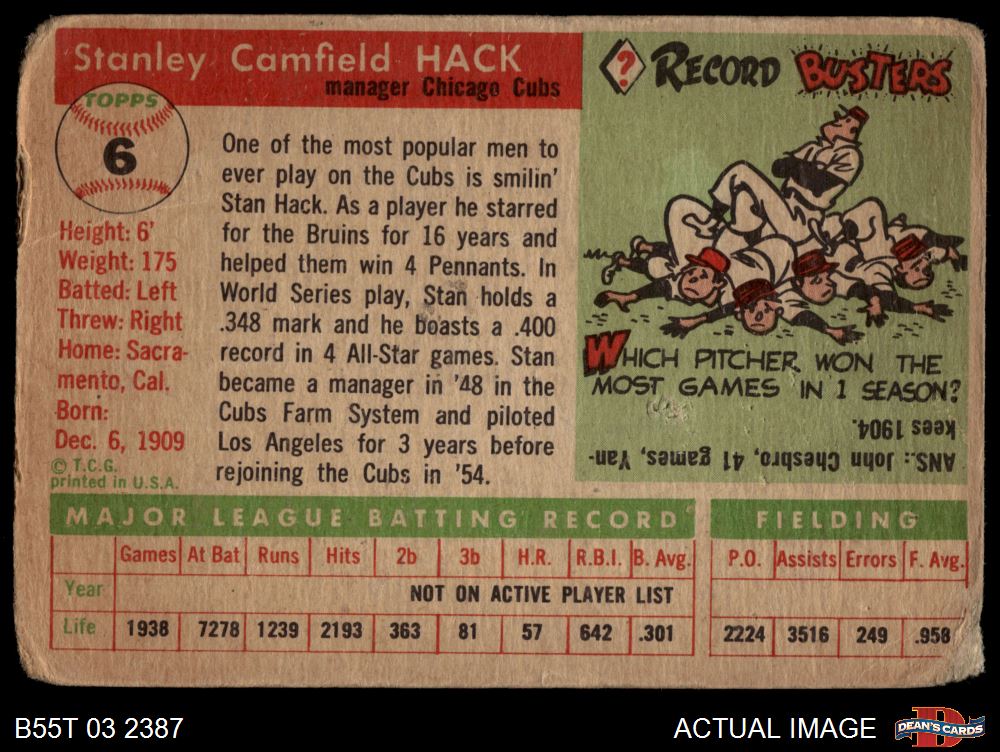 Stanley Camfield HACK
manager Chicago Cubs
TOPPS
6
Height: 6'
Weight: 175
Batted: Left
Threw: Right
Home: Sacra-
mento, Cal.
Born:
Dec. 6, 1909
© T.C.G.
printed in U.S.A.
One of the most popular men to
ever play on the Cubs is smilin'
Stan Hack. As a player he starred
for the Bruins for 16 years and
helped them win 4 Pennants. In
World Series play, Stan holds a
.348 mark and he boasts a .400
record in 4 All-Star games. Stan
became a manager in '48 in the
Cubs Farm System and piloted
Los Angeles for 3 years before
rejoining the Cubs in '54.
? RECORD BUSTERS
WHICH PITCHER WON THE
MOST GAMES IN 1 SEASON?
ANS.: John Chesbro, 41 games, Yan-
kees 1904.
MAJOR LEAGUE BATTING RECORD
Games At Bat Runs Hits 2b 3b H.R. R.B.I. B. Avg.
Year NOT ON ACTIVE PLAYER LIST
Life 1938 7278 1239 2193 363 81 57 642 .301
FIELDING
P.O. Assists Errors F. Avg.
2224 3516 249 .958
B55T 03 2387
ACTUAL IMAGE
D
DEAN'S CARDS